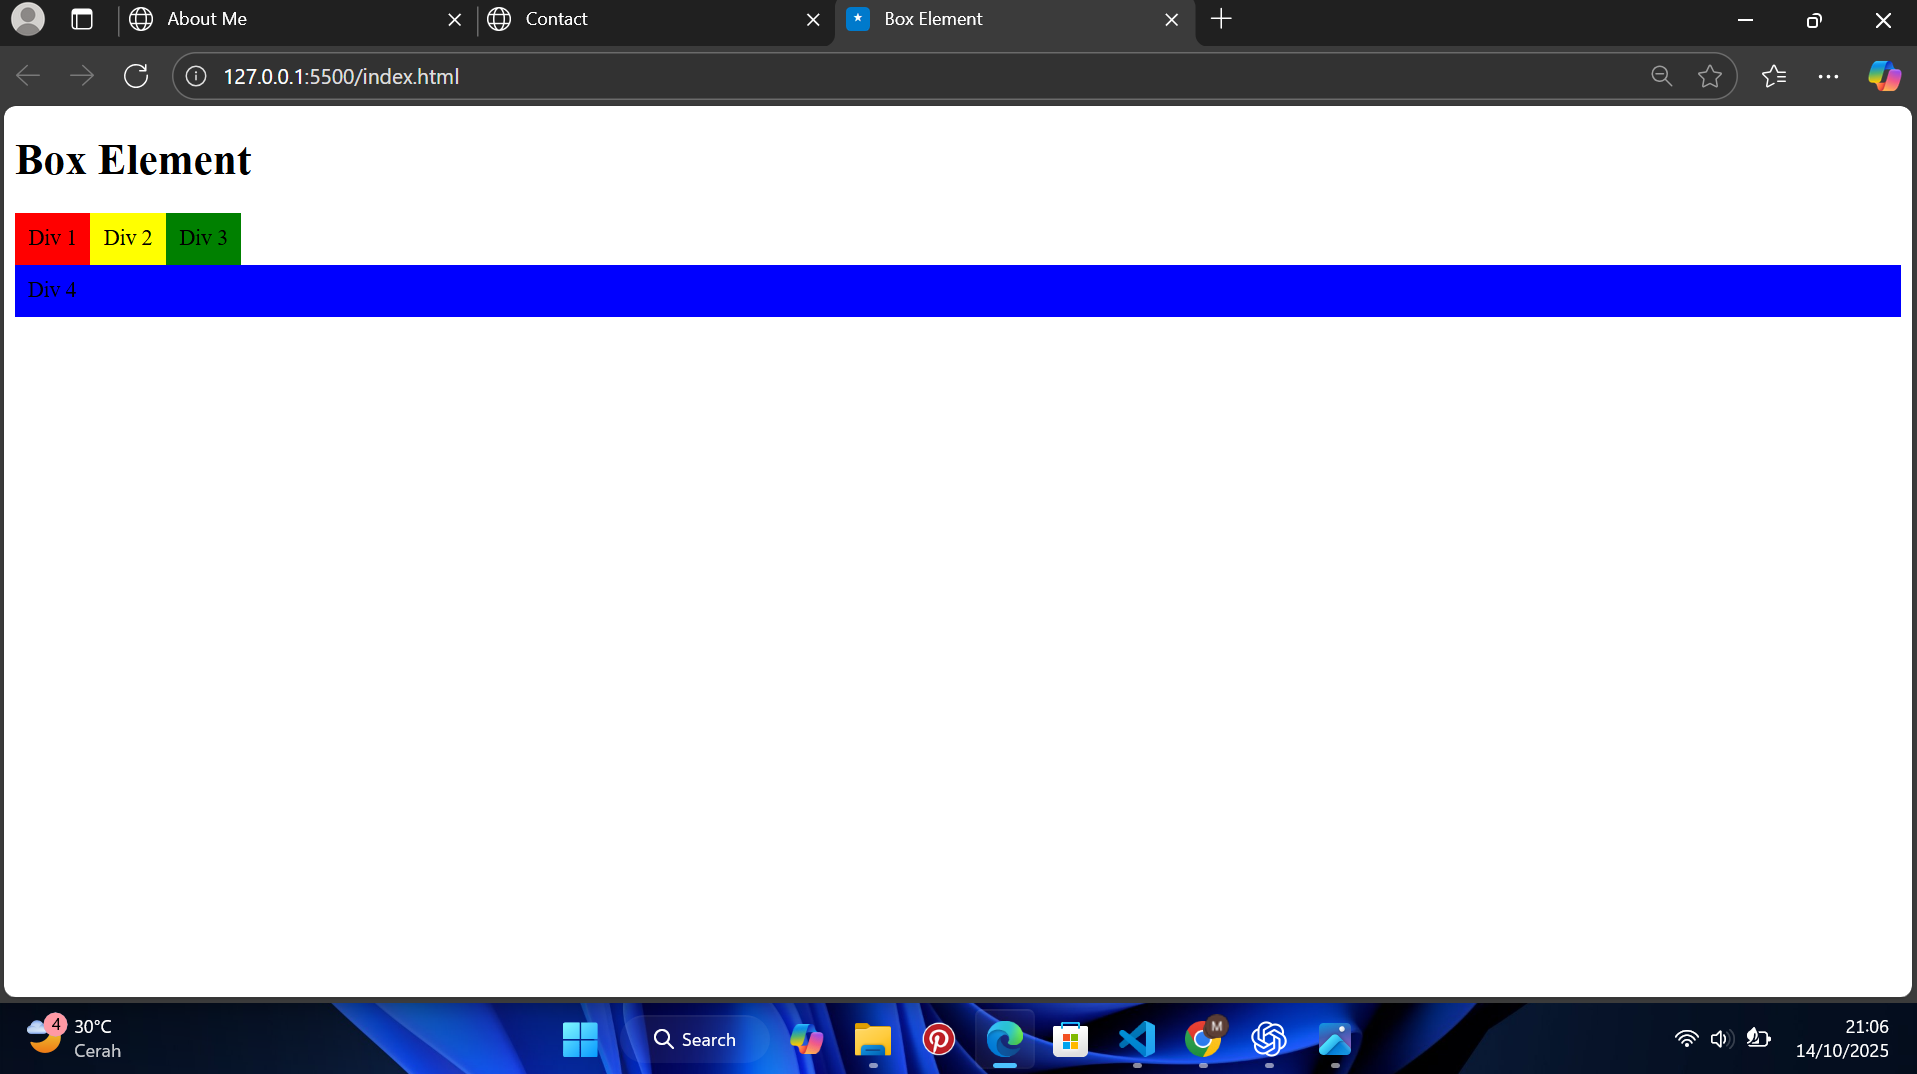 About Me
Contact
Box Element
127.0.0.1:5500/index.html
Box Element
Div 1
Div 2
Div 3
Div 4
4
30°C
Cerah
Search
M
21:06
14/10/2025